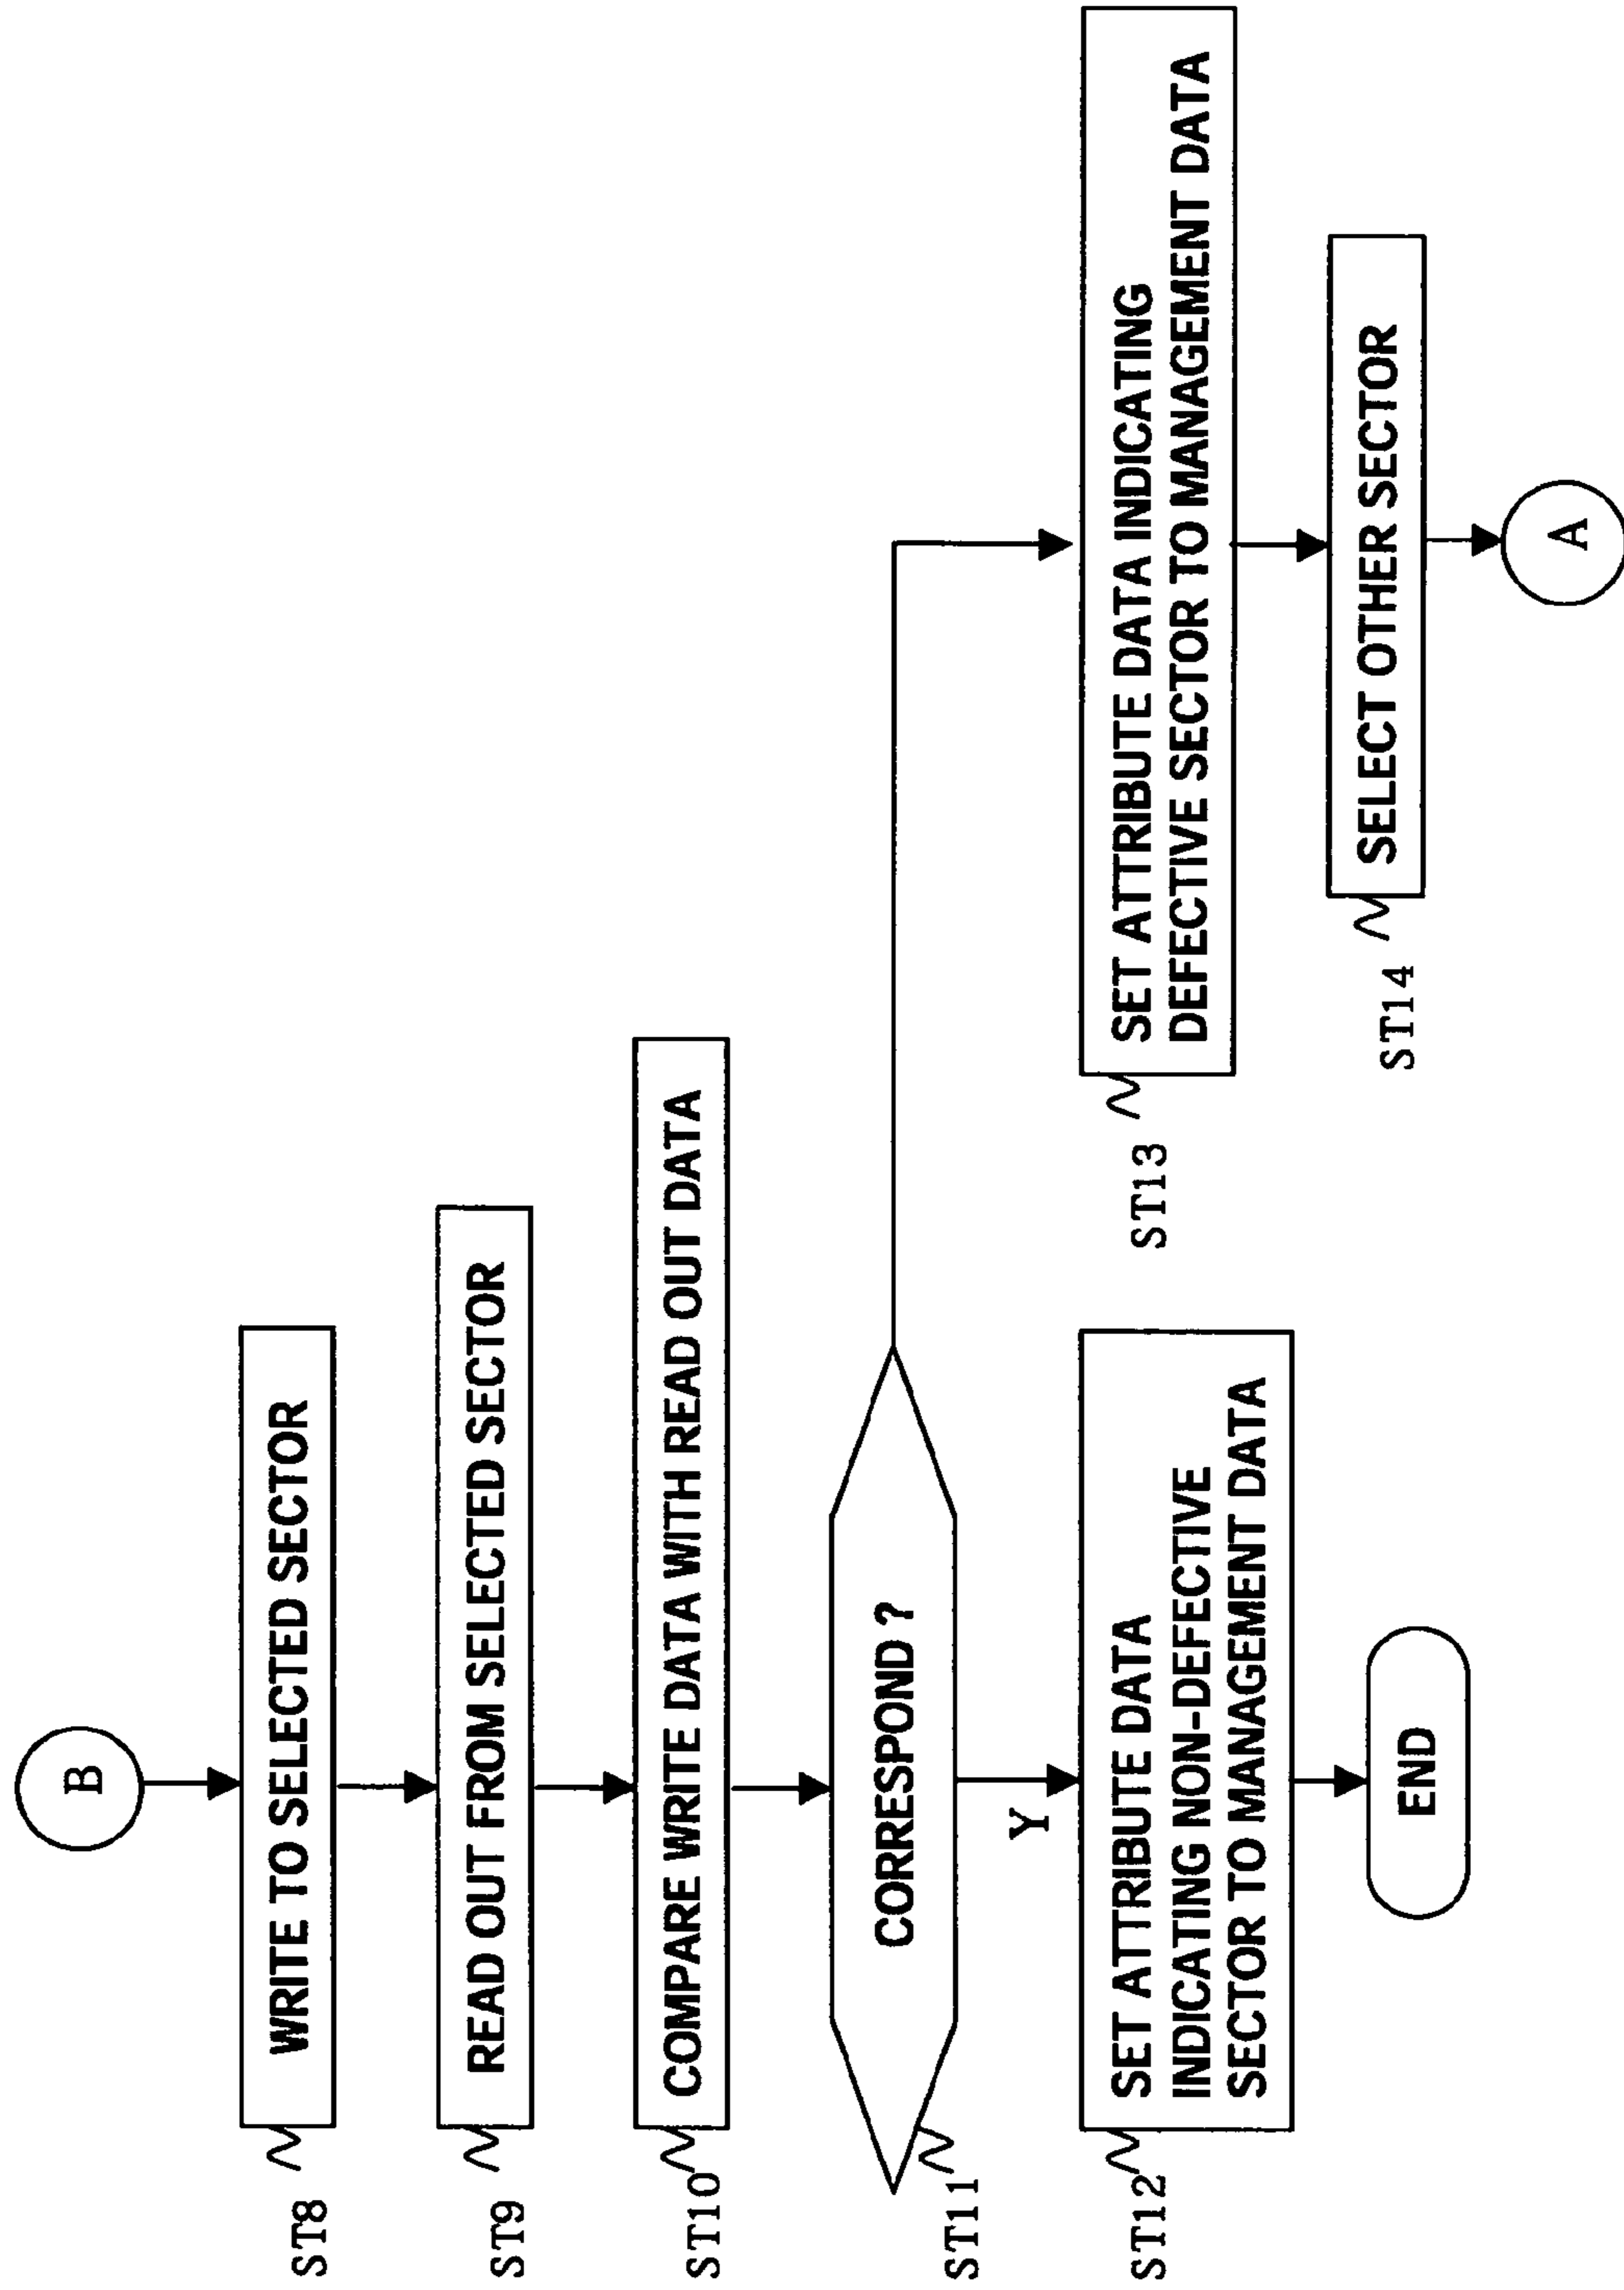 B
ST8
WRITE TO SELECTED SECTOR
ST9
READ OUT FROM SELECTED SECTOR
ST10
COMPARE WRITE DATA WITH READ OUT DATA
ST11
CORRESPOND ?
Y
ST12
SET ATTRIBUTE DATA
INDICATING NON-DEFECTIVE
SECTOR TO MANAGEMENT DATA
END
ST13
SET ATTRIBUTE DATA INDICATING
DEFECTIVE SECTOR TO MANAGEMENT DATA
ST14
SELECT OTHER SECTOR
A